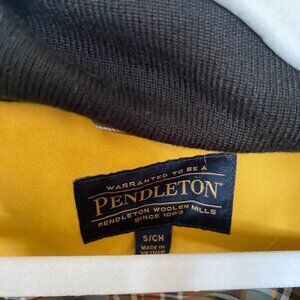 WARRANTED TO BE A
PENDLETON
PENDLETON WOOLEN MILLS
SINCE 1863
S/CH
MADE IN
VIETNAM